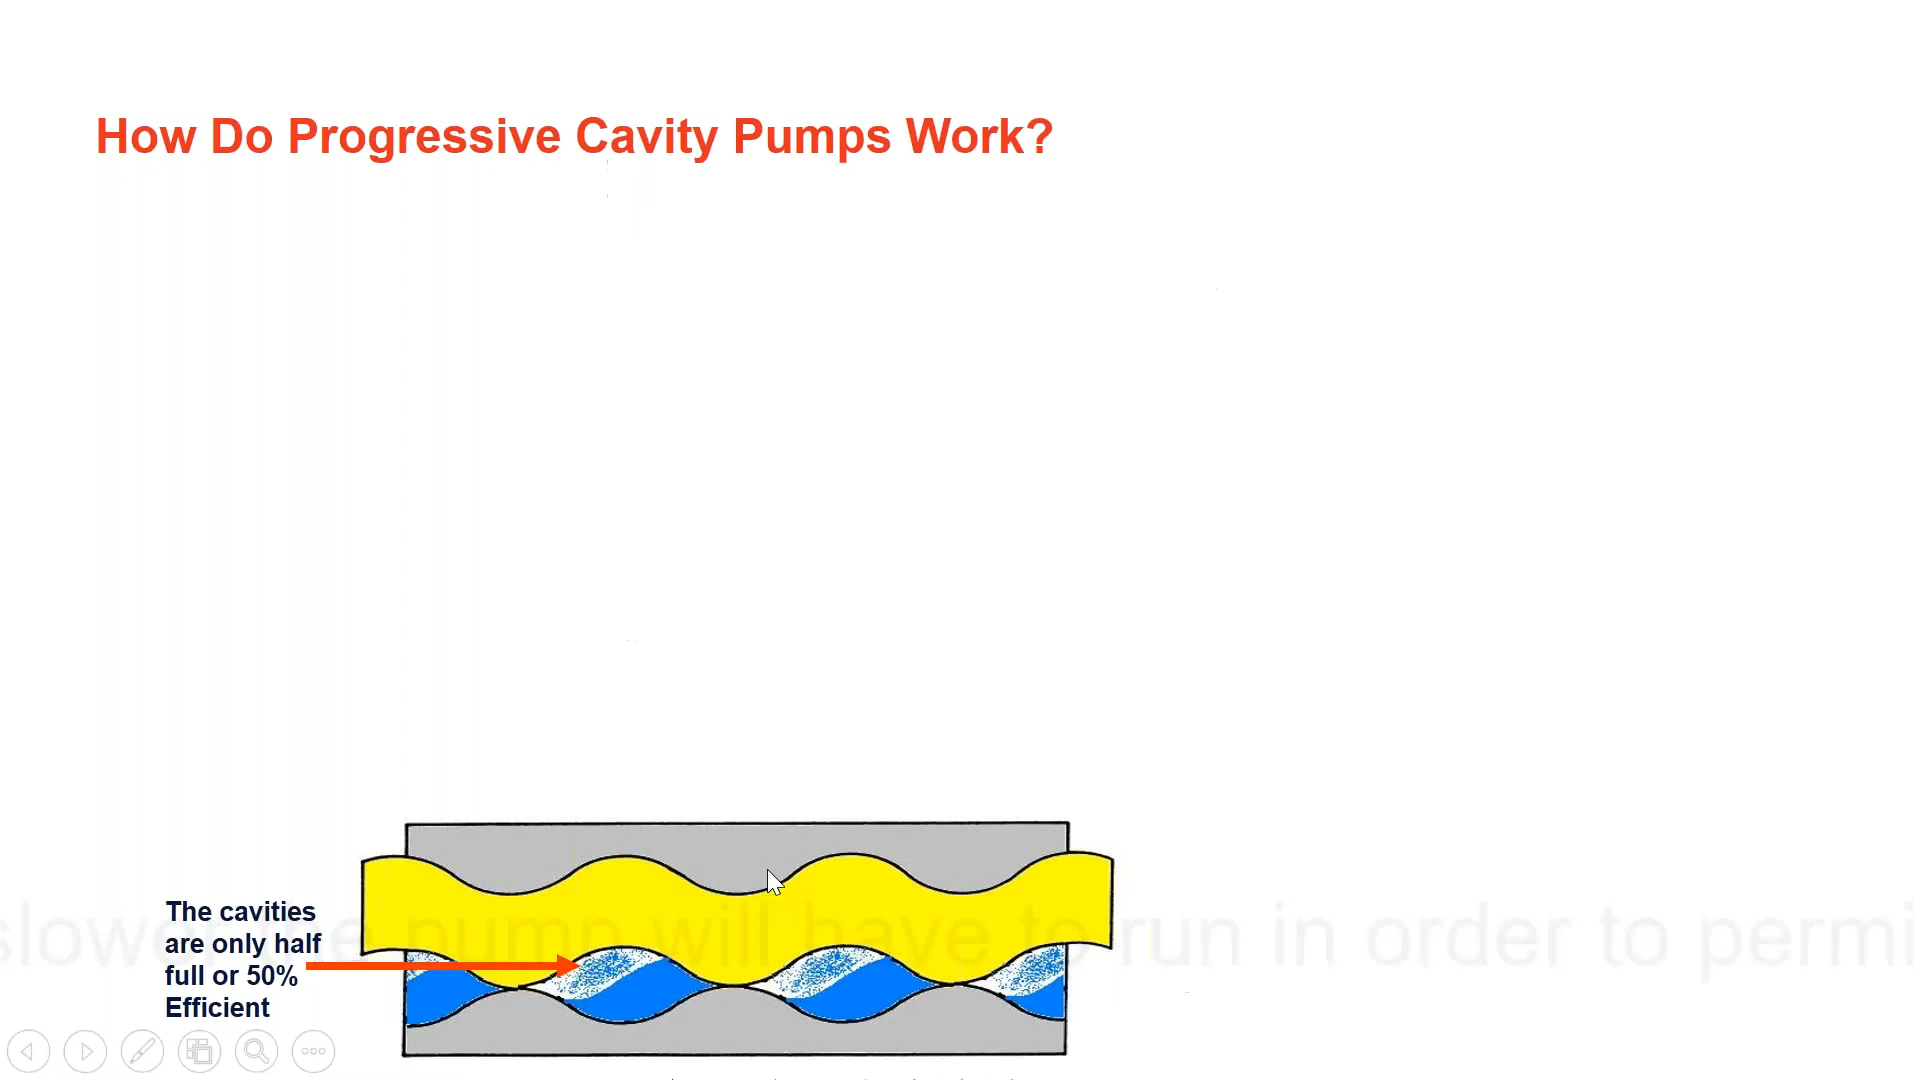 How Do Progressive Cavity Pumps Work?
The cavities
are only half
full or 50%
Efficient
slower the pump will have to run in order to permi